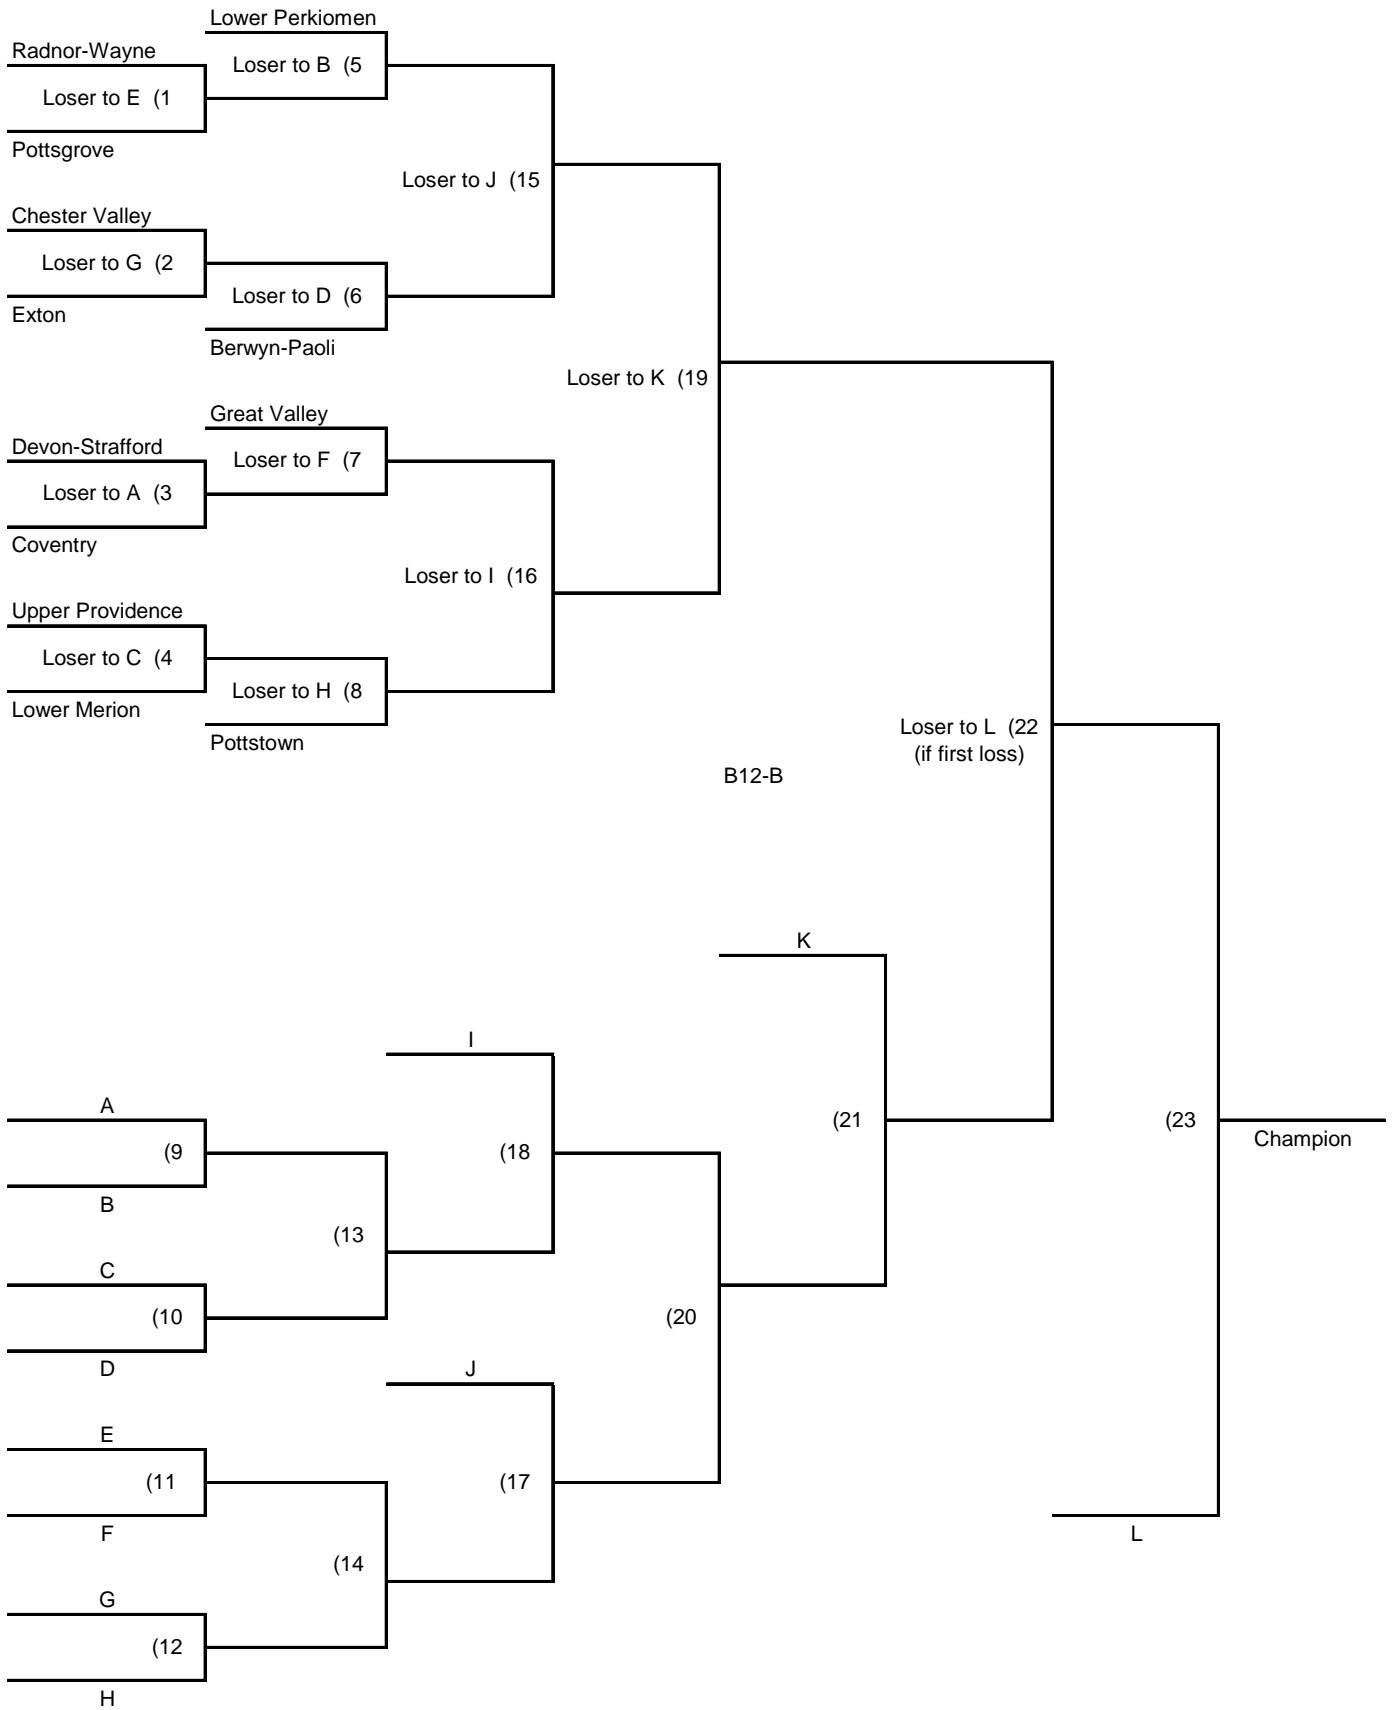 Lower Perkiomen
Radnor-Wayne
Loser to B (5
Loser to E (1
Pottsgrove
Loser to J (15
Chester Valley
Loser to G (2
Loser to D (6
Exton
Berwyn-Paoli
Loser to K (19
Great Valley
Devon-Strafford
Loser to F (7
Loser to A (3
Coventry
Loser to I (16
Upper Providence
Loser to C (4
Loser to H (8
Lower Merion
Pottstown
Loser to L (22
(if first loss)
B12-B
K
I
A
(9
(18
(21
(23
Champion
B
(13
C
(10
(20
D
J
E
(11
(17
F
L
(14
G
(12
H